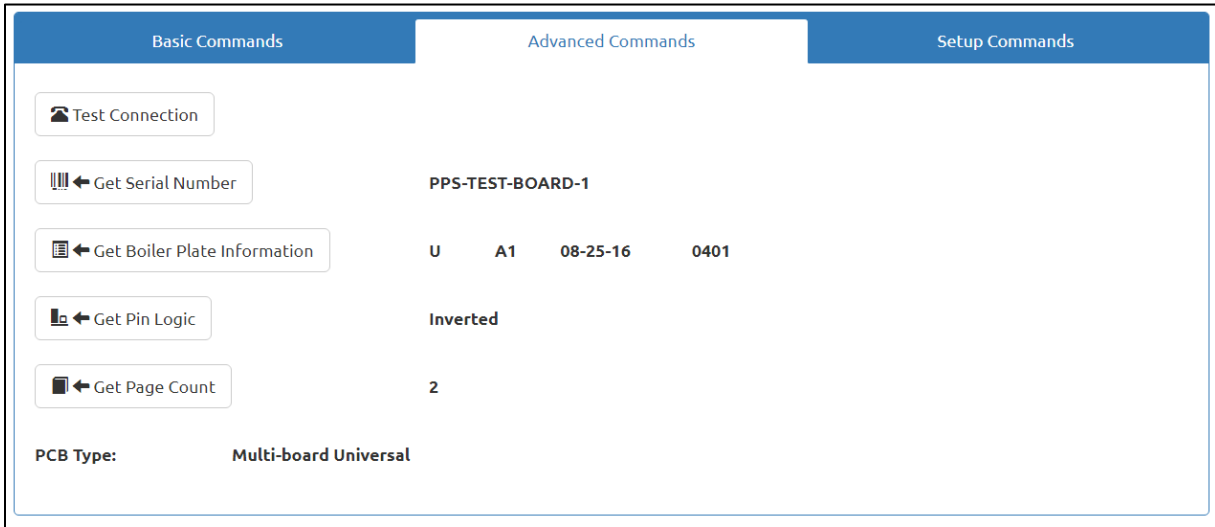 Basic Commands Advanced Commands Setup Commands
Test Connection
Get Serial Number PPS-TEST-BOARD-1
Get Boiler Plate Information U A1 08-25-16 0401
Get Pin Logic Inverted
Get Page Count 2
PCB Type: Multi-board Universal